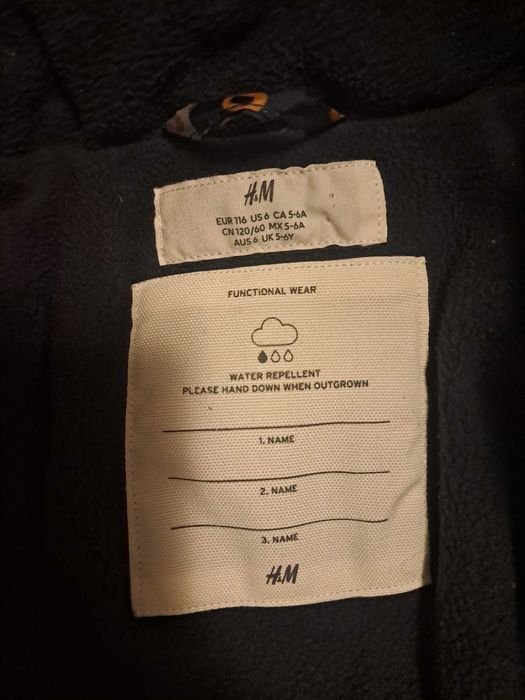 H&M
EUR 116 US 6 CA 5-6A
CN 120/60 MX 5-6A
AUS 6 UK 5-6Y
FUNCTIONAL WEAR
WATER REPELLENT
PLEASE HAND DOWN WHEN OUTGROWN
1. NAME
2. NAME
3. NAME
H&M